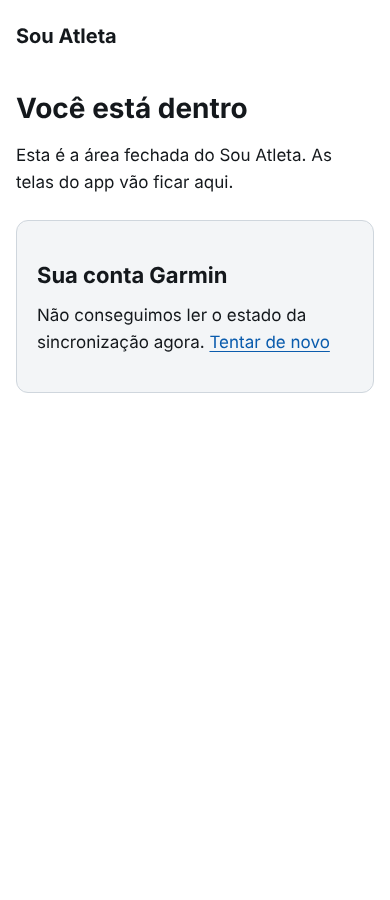 Sou Atleta
Você está dentro
Esta é a área fechada do Sou Atleta. As
telas do app vão ficar aqui.
Sua conta Garmin
Não conseguimos ler o estado da
sincronização agora. Tentar de novo